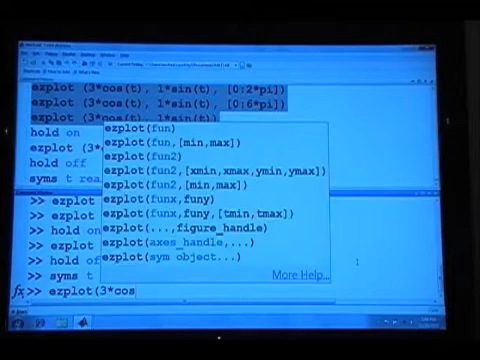 ezplot (3*cos(t), 1*sin(t), [0:2*pi])
ezplot (3*cos(t), 1*sin(t), [0:6*pi])
ezplot (3*cos(t), 1*sin(t))
hold on
ezplot (3*
hold off
syms t rea
ezplot(fun)
ezplot(fun,[min,max])
ezplot(fun2)
ezplot(fun2,[xmin,xmax,ymin,ymax])
ezplot(fun2,[min,max])
ezplot(funx,funy)
ezplot(funx,funy,[tmin,tmax])
ezplot(...,figure_handle)
ezplot(axes_handle,...)
ezplot(sym object...)
More Help...
>> ezplot
>> ezplot
>> hold on
>> ezplot
>> hold of
>> syms t
fx >> ezplot(3*cos